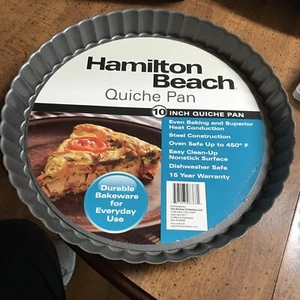 Hamilton
Beach
Quiche Pan
10 INCH QUICHE PAN
Even Baking and Superior
Heat Conduction
Steel Construction
Oven Safe Up to 450° F
Easy Clean-Up
Nonstick Surface
Dishwasher Safe
15 Year Warranty
Durable
Bakeware for
Everyday
Use